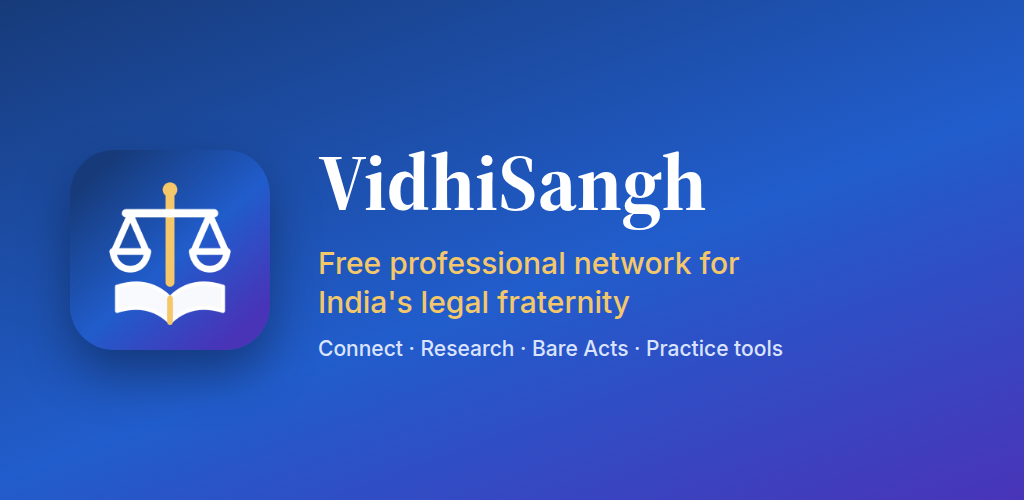 VidhiSangh
Free professional network for
India's legal fraternity
Connect · Research · Bare Acts · Practice tools